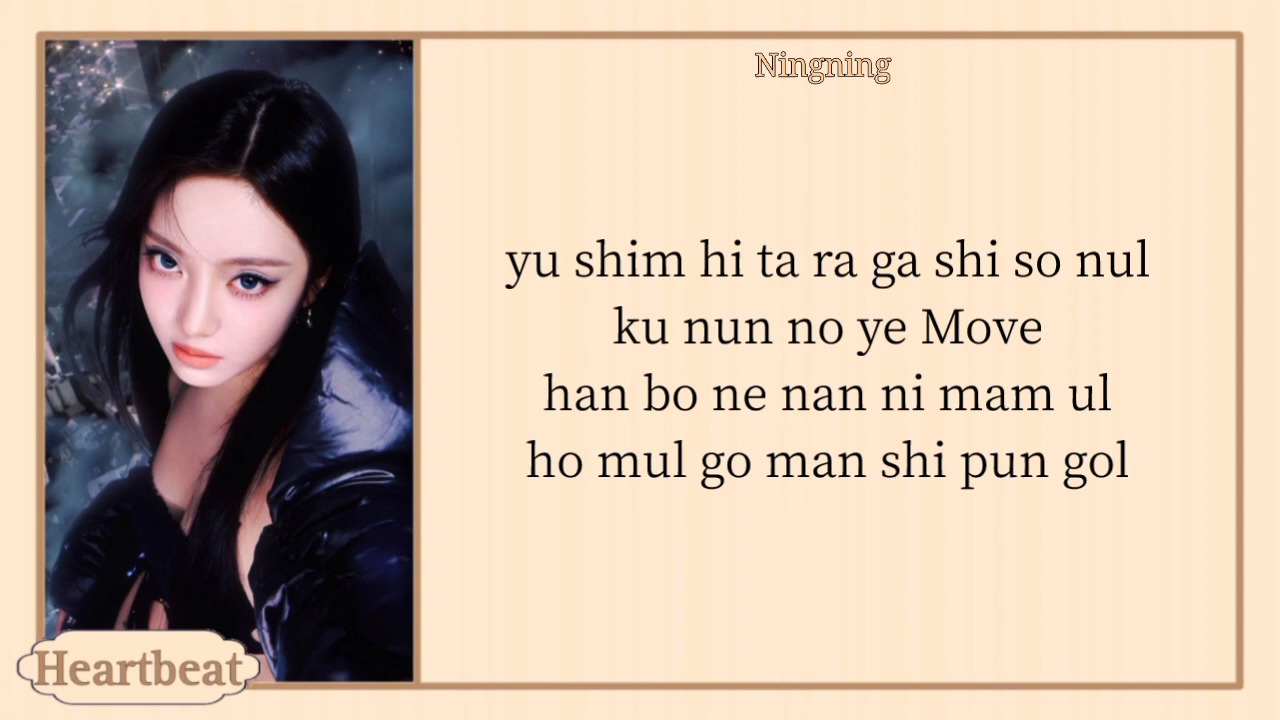 Ningning
yu shim hi ta ra ga shi so nul
ku nun no ye Move
han bo ne nan ni mam ul
ho mul go man shi pun gol
Heartbeat